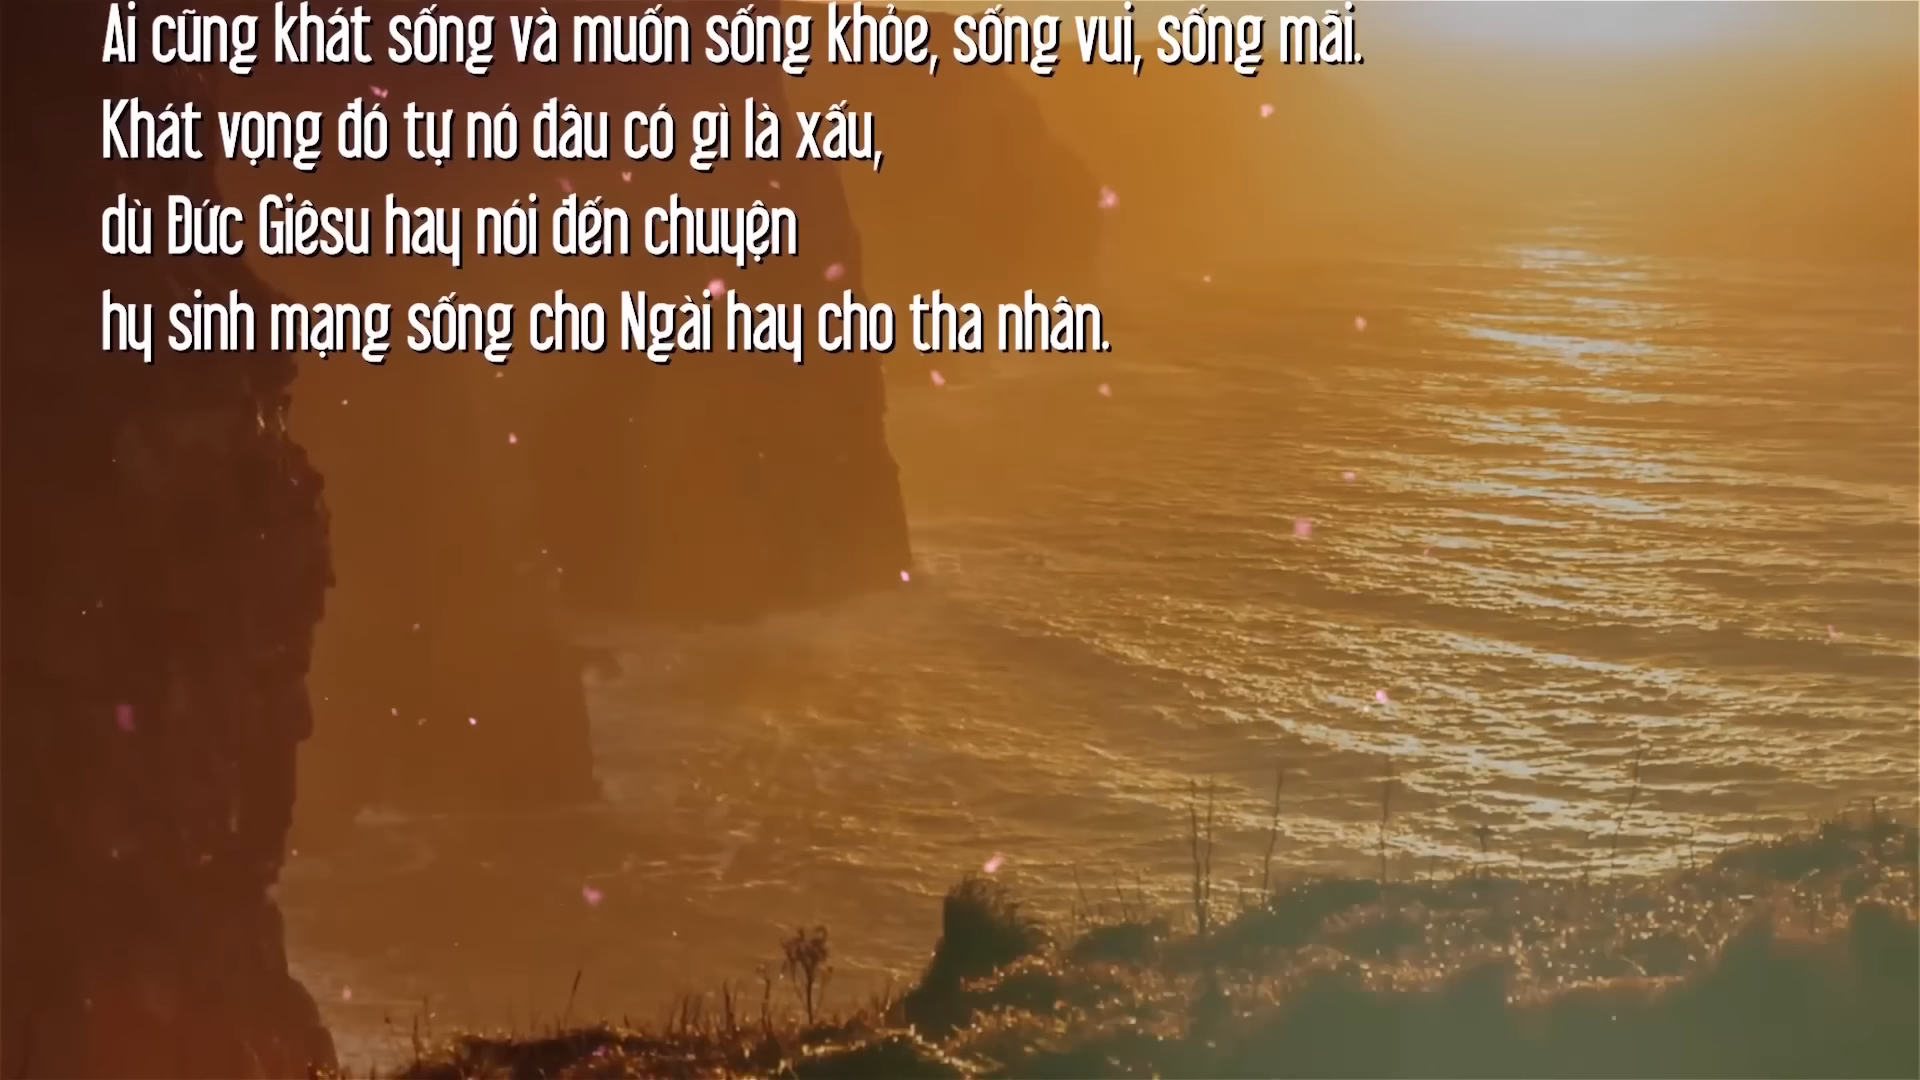 Ai cũng khát sống và muốn sống khỏe, sống vui, sống mãi.
Khát vọng đó tự nó đâu có gì là xấu,
dù Đức Giêsu hay nói đến chuyện
hy sinh mạng sống cho Ngài hay cho tha nhân.